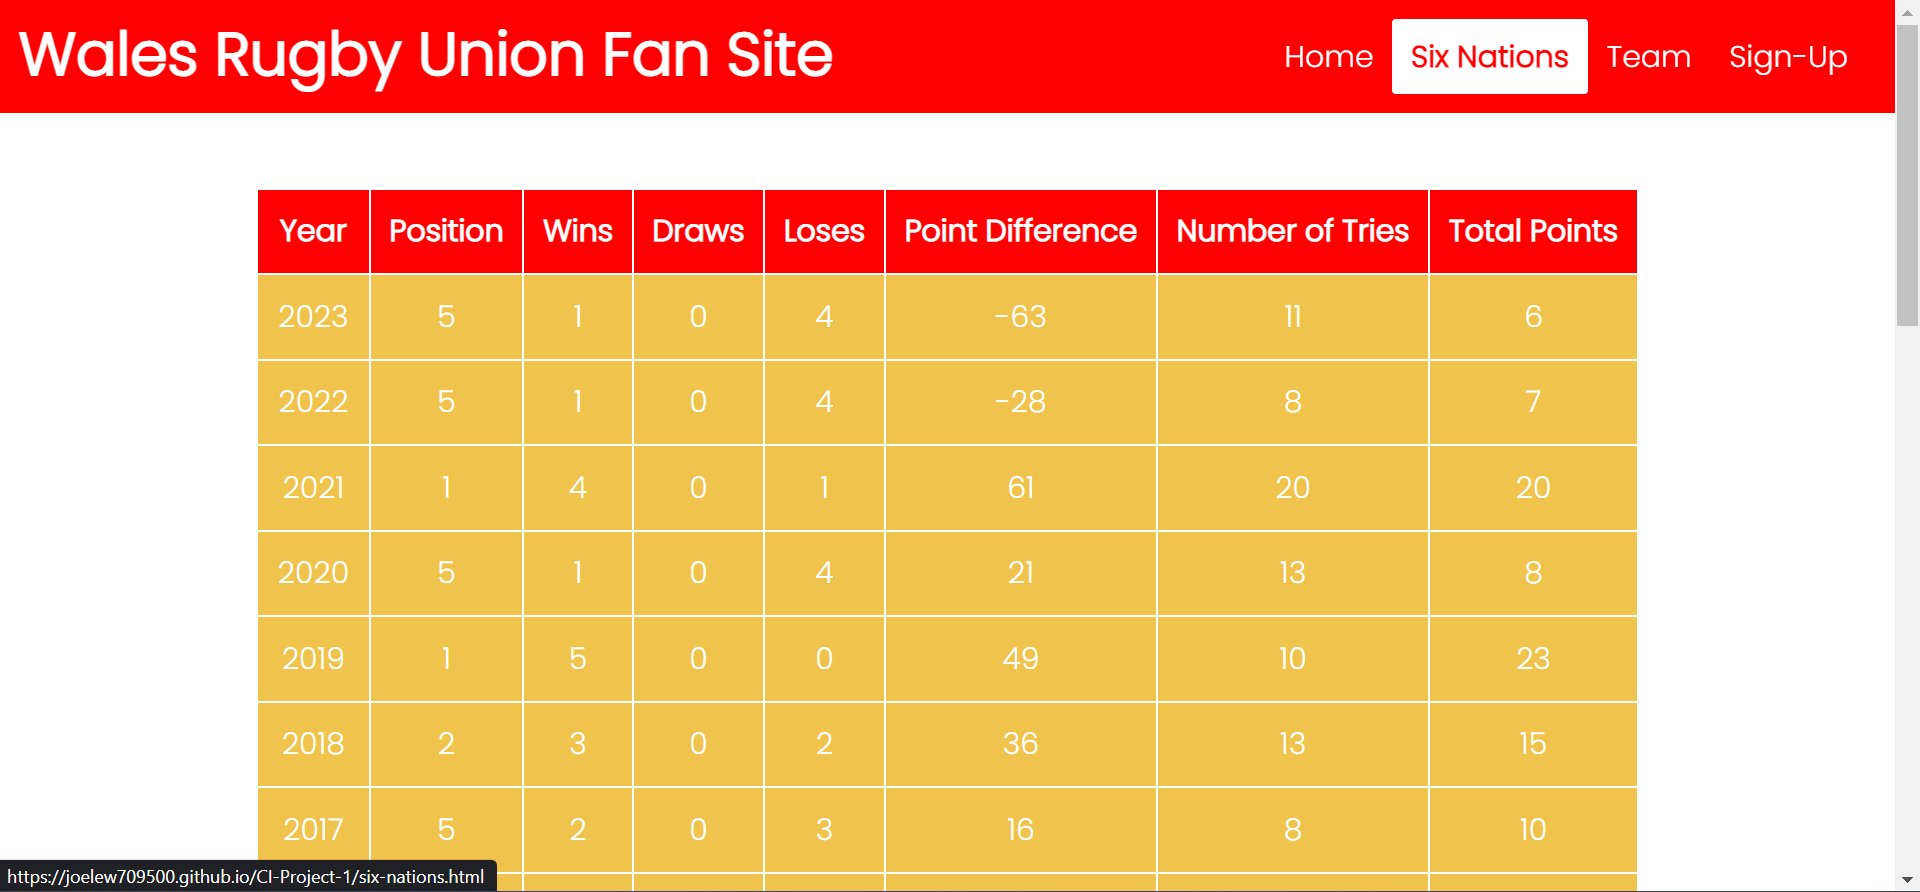 Wales Rugby Union Fan Site Home Six Nations Team Sign-Up
Year Position Wins Draws Loses Point Difference Number of Tries Total Points
2023 5 1 0 4 -63 11 6
2022 5 1 0 4 -28 8 7
2021 1 4 0 1 61 20 20
2020 5 1 0 4 21 13 8
2019 1 5 0 0 49 10 23
2018 2 3 0 2 36 13 15
2017 5 2 0 3 16 8 10
https://joelew709500.github.io/CI-Project-1/six-nations.html